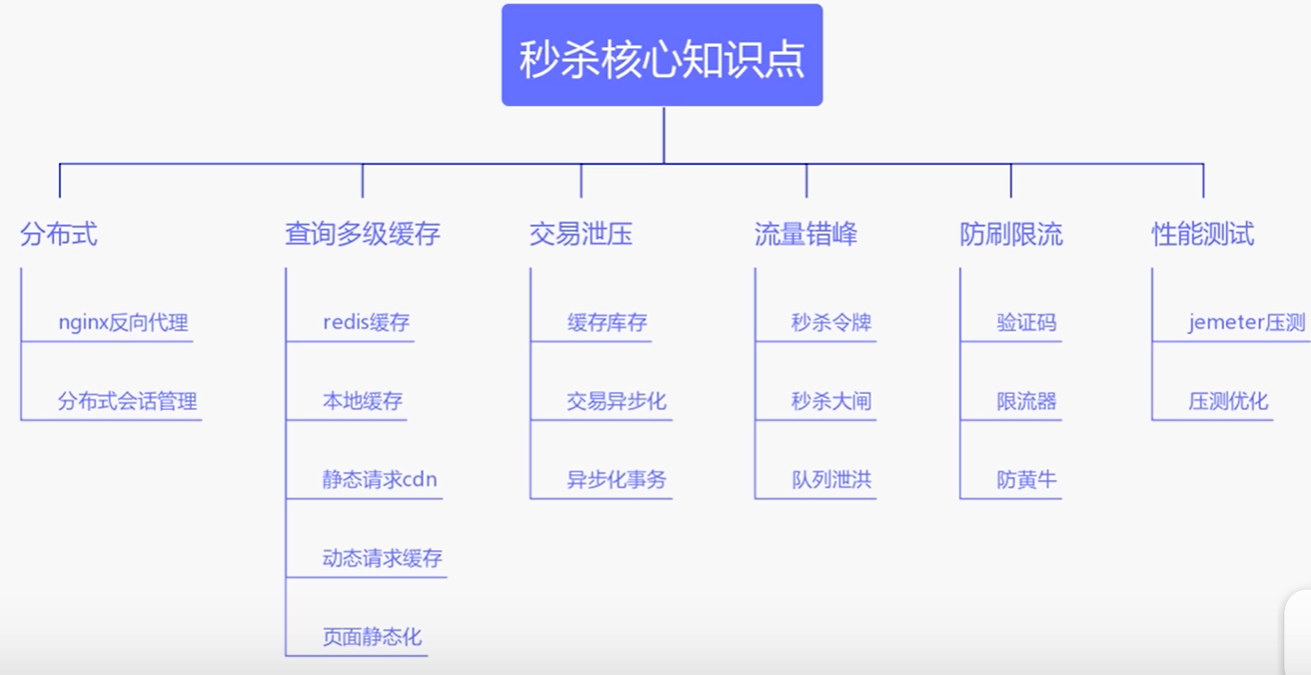 秒杀核心知识点
分布式
nginx反向代理
分布式会话管理
查询多级缓存
redis缓存
本地缓存
静态请求cdn
动态请求缓存
页面静态化
交易泄压
缓存库存
交易异步化
异步化事务
流量错峰
秒杀令牌
秒杀大闸
队列泄洪
防刷限流
验证码
限流器
防黄牛
性能测试
jemeter压测
压测优化